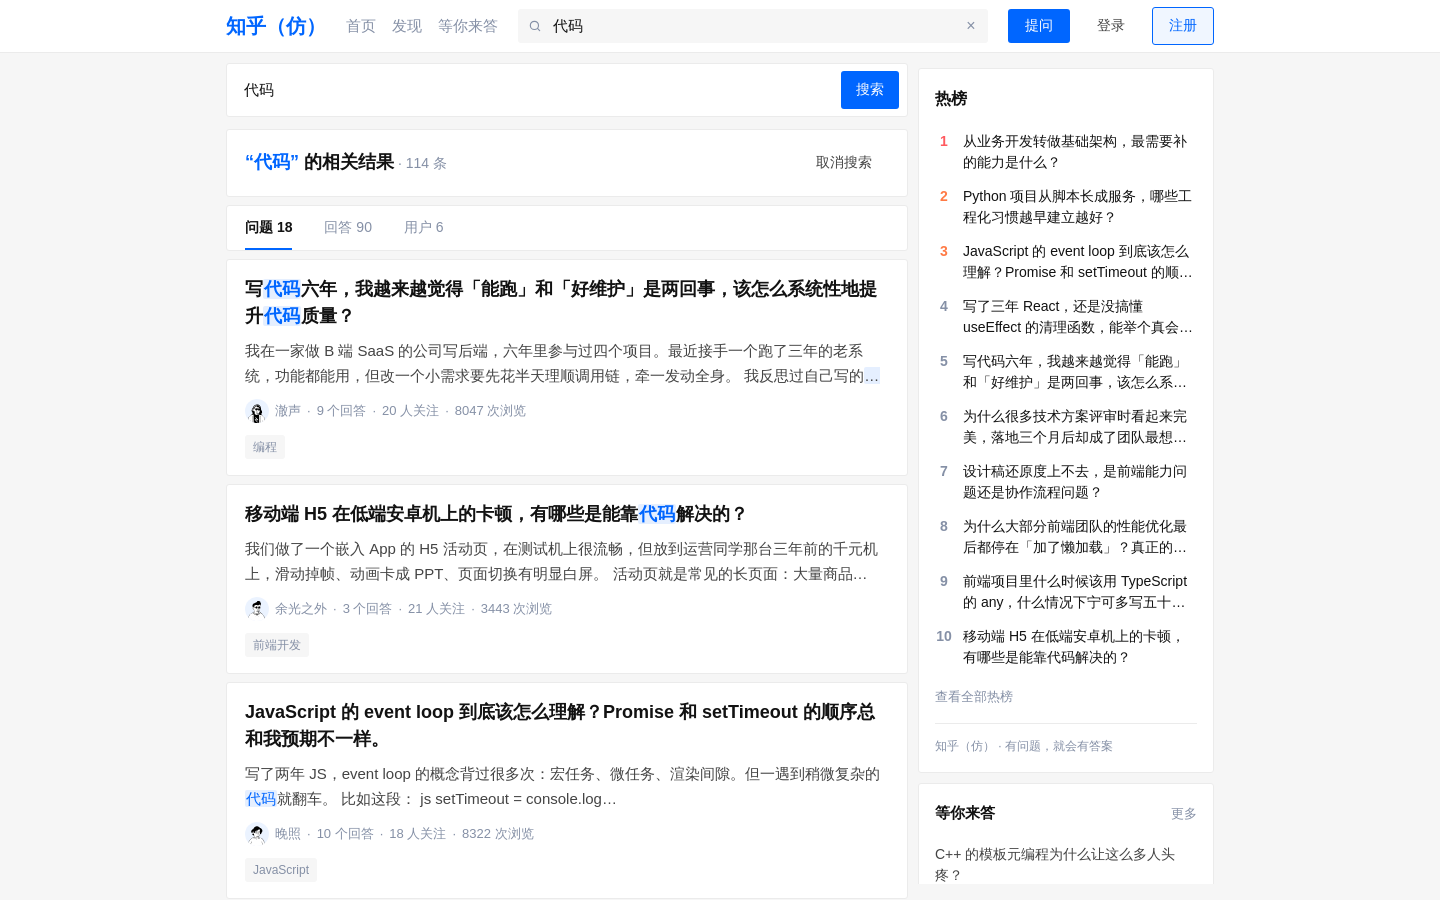 知乎（仿） 首页 发现 等你来答 代码 × 提问 登录 注册
代码 搜索
“代码” 的相关结果 · 114 条 取消搜索
问题 18 回答 90 用户 6
写代码六年，我越来越觉得「能跑」和「好维护」是两回事，该怎么系统性地提
升代码质量？
我在一家做 B 端 SaaS 的公司写后端，六年里参与过四个项目。最近接手一个跑了三年的老系
统，功能都能用，但改一个小需求要先花半天理顺调用链，牵一发动全身。 我反思过自己写的…
澈声 · 9 个回答 · 20 人关注 · 8047 次浏览
编程
移动端 H5 在低端安卓机上的卡顿，有哪些是能靠代码解决的？
我们做了一个嵌入 App 的 H5 活动页，在测试机上很流畅，但放到运营同学那台三年前的千元机
上，滑动掉帧、动画卡成 PPT、页面切换有明显白屏。 活动页就是常见的长页面：大量商品…
余光之外 · 3 个回答 · 21 人关注 · 3443 次浏览
前端开发
JavaScript 的 event loop 到底该怎么理解？Promise 和 setTimeout 的顺序总
和我预期不一样。
写了两年 JS，event loop 的概念背过很多次：宏任务、微任务、渲染间隙。但一遇到稍微复杂的
代码就翻车。 比如这段： js setTimeout = console.log…
晚照 · 10 个回答 · 18 人关注 · 8322 次浏览
JavaScript
热榜
1 从业务开发转做基础架构，最需要补
的能力是什么？
2 Python 项目从脚本长成服务，哪些工
程化习惯越早建立越好？
3 JavaScript 的 event loop 到底该怎么
理解？Promise 和 setTimeout 的顺…
4 写了三年 React，还是没搞懂
useEffect 的清理函数，能举个真会…
5 写代码六年，我越来越觉得「能跑」
和「好维护」是两回事，该怎么系…
6 为什么很多技术方案评审时看起来完
美，落地三个月后却成了团队最想…
7 设计稿还原度上不去，是前端能力问
题还是协作流程问题？
8 为什么大部分前端团队的性能优化最
后都停在「加了懒加载」？真正的…
9 前端项目里什么时候该用 TypeScript
的 any，什么情况下宁可多写五十…
10 移动端 H5 在低端安卓机上的卡顿，
有哪些是能靠代码解决的？
查看全部热榜
知乎（仿） · 有问题，就会有答案
等你来答 更多
C++ 的模板元编程为什么让这么多人头
疼？